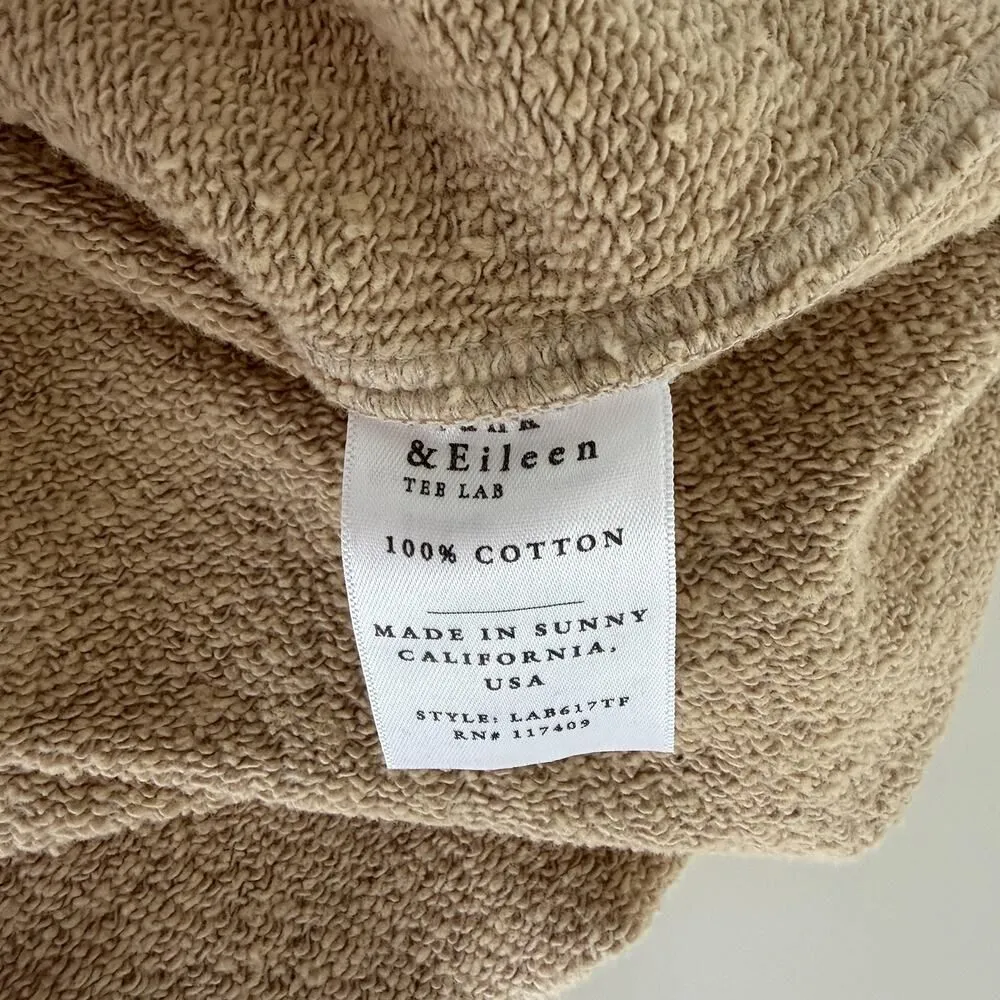 & Eileen
TEE LAB
100% COTTON
MADE IN SUNNY
CALIFORNIA,
USA
STYLE: LAB617TF
RN# 117409